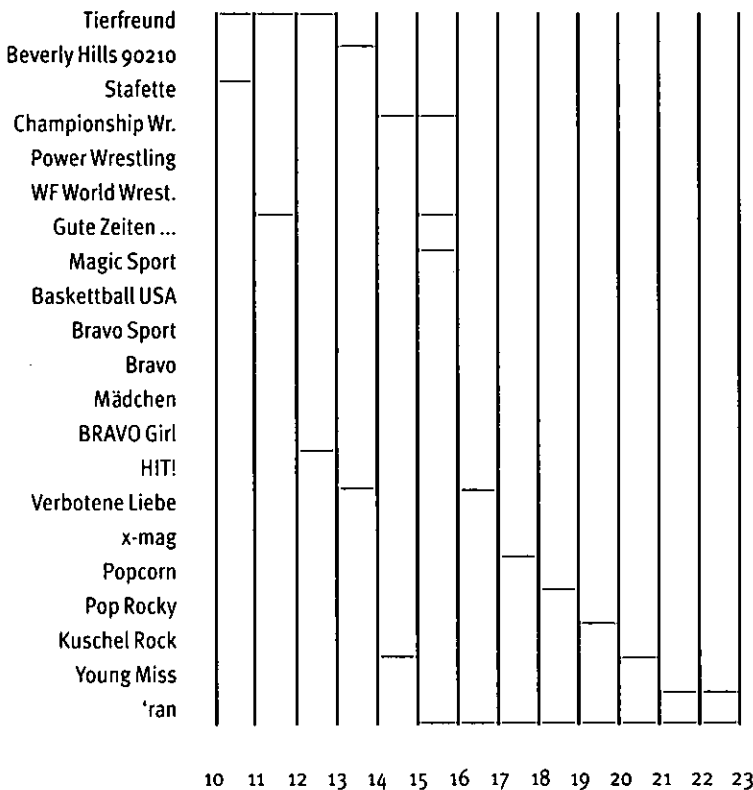 Tierfreund
Beverly Hills 90210
Stafette
Championship Wr.
Power Wrestling
WF World Wrest.
Gute Zeiten ...
Magic Sport
Baskettball USA
Bravo Sport
Bravo
Mädchen
BRAVO Girl
HIT!
Verbotene Liebe
x-mag
Popcorn
Pop Rocky
Kuschel Rock
Young Miss
‘ran
10 11 12 13 14 15 16 17 18 19 20 21 22 23